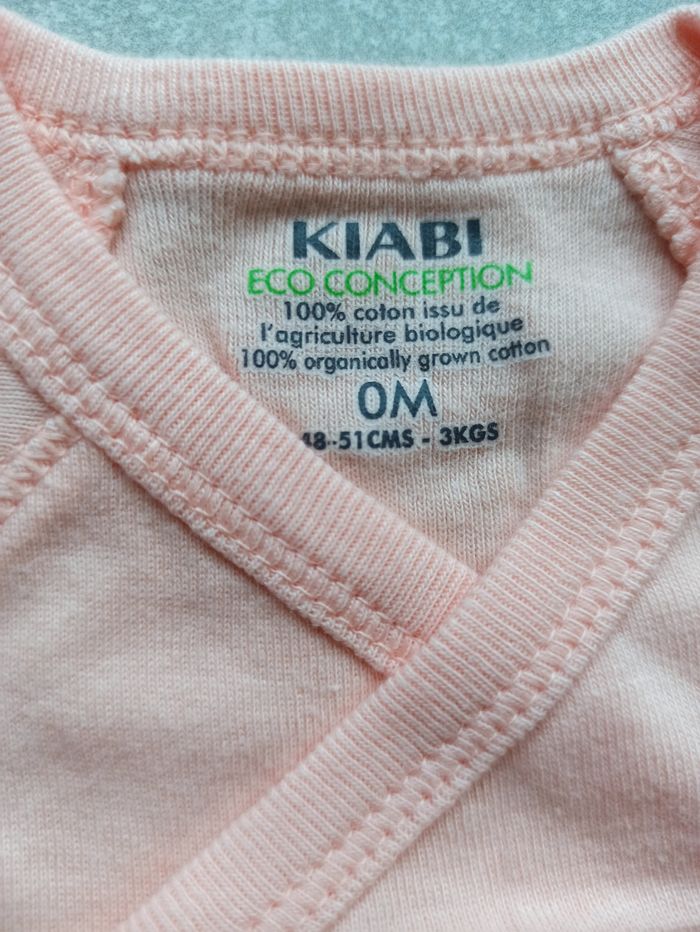 KIABI
ECO CONCEPTION
100% coton issu de
l'agriculture biologique
100% organically grown cotton
0M
48-51CMS - 3KGS